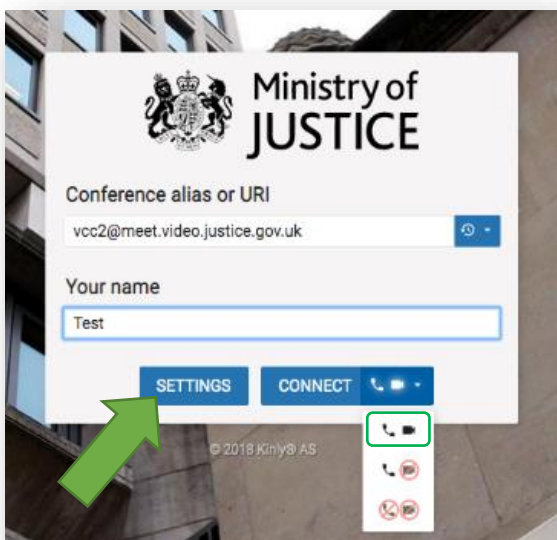 Ministry of
JUSTICE
Conference alias or URI
vcc2@meet.video.justice.gov.uk
Your name
Test
SETTINGS CONNECT
© 2018 Kinly® AS